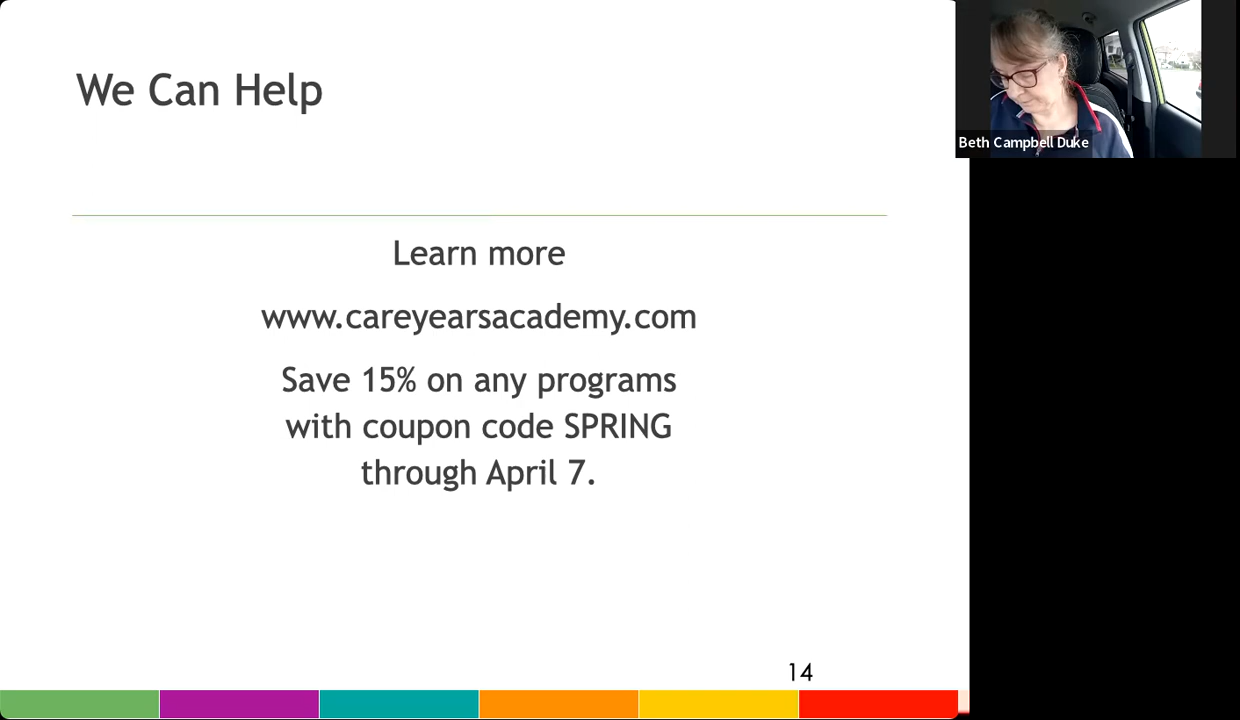 We Can Help
Beth Campbell Duke
Learn more
www.careyearsacademy.com
Save 15% on any programs
with coupon code SPRING
through April 7.
14